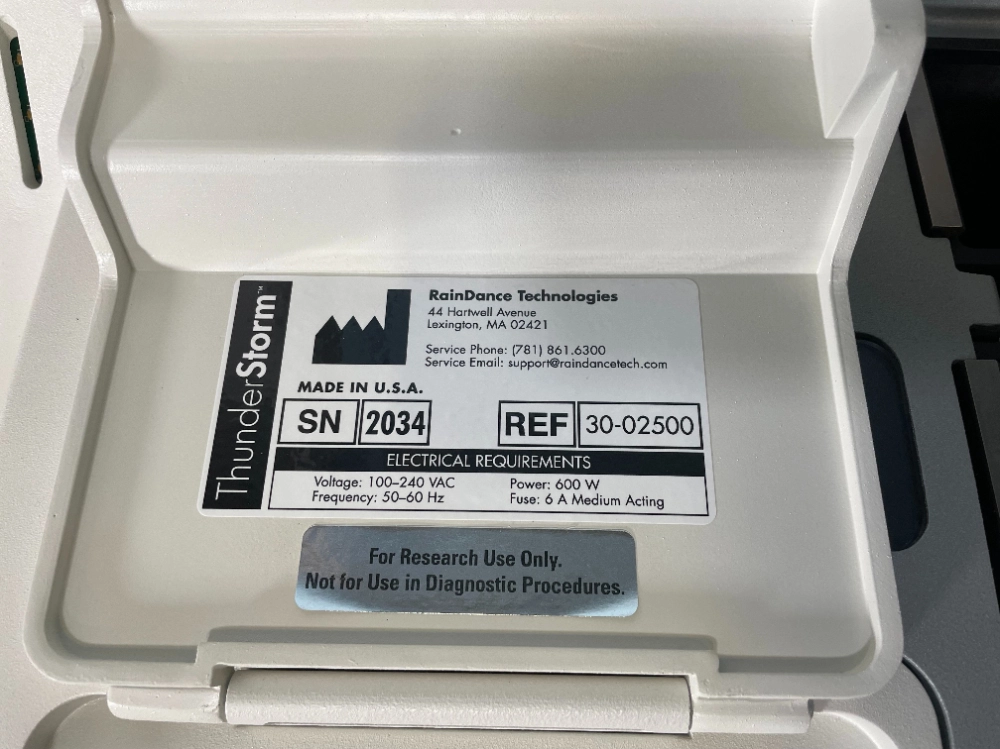 ThunderStorm™
RainDance Technologies
44 Hartwell Avenue
Lexington, MA 02421
Service Phone: (781) 861.6300
Service Email: support@raindancetech.com
MADE IN U.S.A.
SN 2034 REF 30-02500
ELECTRICAL REQUIREMENTS
Voltage: 100–240 VAC Power: 600 W
Frequency: 50–60 Hz Fuse: 6 A Medium Acting
For Research Use Only.
Not for Use in Diagnostic Procedures.